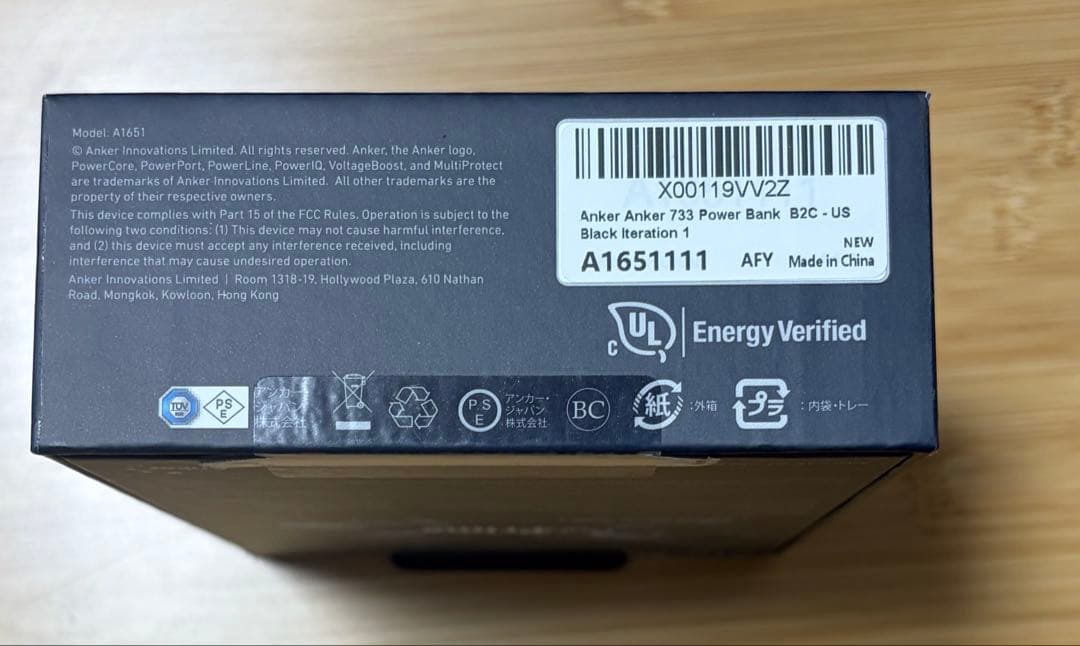 Model: A1651
© Anker Innovations Limited. All rights reserved. Anker, the Anker logo,
PowerCore, PowerPort, PowerLine, PowerIQ, VoltageBoost, and MultiProtect
are trademarks of Anker Innovations Limited. All other trademarks are the
property of their respective owners.
This device complies with Part 15 of the FCC Rules. Operation is subject to the
following two conditions: (1) This device may not cause harmful interference,
and (2) this device must accept any interference received, including
interference that may cause undesired operation.
Anker Innovations Limited | Room 1318-19, Hollywood Plaza, 610 Nathan
Road, Mongkok, Kowloon, Hong Kong
X00119VV2Z
Anker Anker 733 Power Bank B2C - US
Black Iteration 1
NEW
A1651111 AFY Made in China
c UL Energy Verified
TÜV
PS
E
アンカー・
ジャパン
株式会社
PS
E
アンカー・
ジャパン
株式会社
BC
紙 :外箱
プラ :内袋・トレー